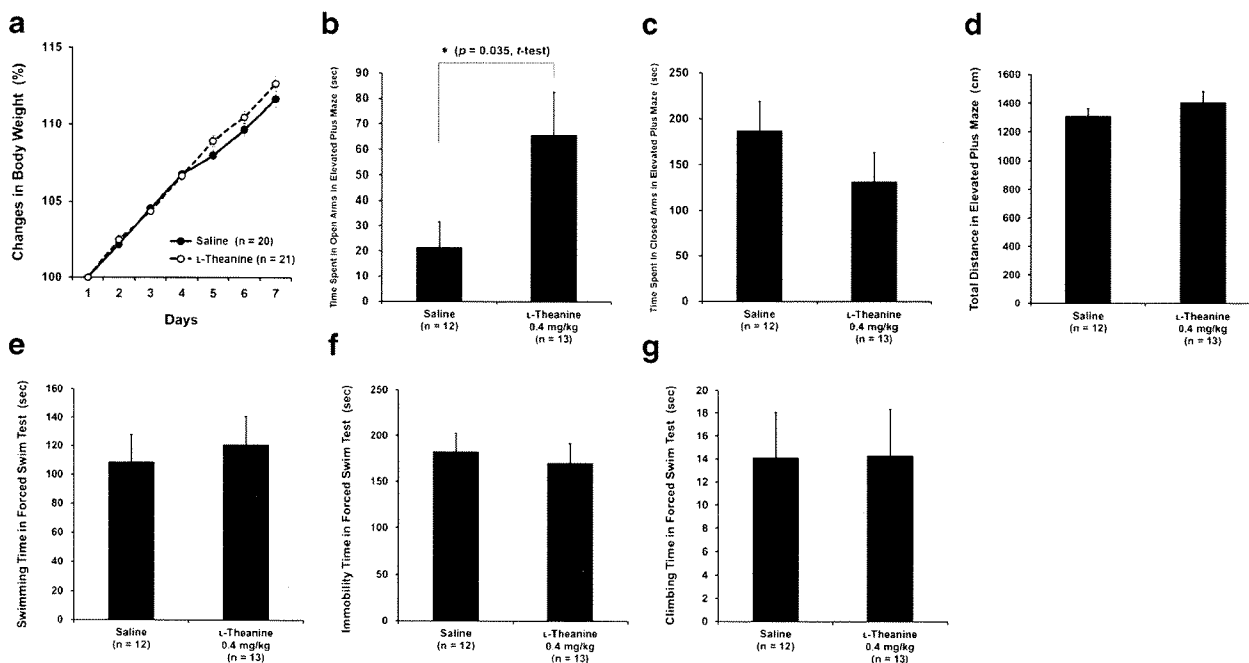 a
Changes in Body Weight (%)
115
110
105
100
1 2 3 4 5 6 7
Days
Saline (n = 20)
L-Theanine (n = 21)
b
* (p = 0.035, t-test)
Time Spent in Open Arms in Elevated Plus Maze (sec)
90
80
70
60
50
40
30
20
10
0
Saline
(n = 12)
L-Theanine
0.4 mg/kg
(n = 13)
c
Time Spent in Closed Arms in Elevated Plus Maze (sec)
250
200
150
100
50
0
Saline
(n = 12)
L-Theanine
0.4 mg/kg
(n = 13)
d
Total Distance in Elevated Plus Maze (cm)
1600
1400
1200
1000
800
600
400
200
0
Saline
(n = 12)
L-Theanine
0.4 mg/kg
(n = 13)
e
Swimming Time in Forced Swim Test (sec)
160
140
120
100
80
60
40
20
0
Saline
(n = 12)
L-Theanine
0.4 mg/kg
(n = 13)
f
Immobility Time in Forced Swim Test (sec)
250
200
150
100
50
0
Saline
(n = 12)
L-Theanine
0.4 mg/kg
(n = 13)
g
Climbing Time in Forced Swim Test (sec)
20
18
16
14
12
10
8
6
4
2
0
Saline
(n = 12)
L-Theanine
0.4 mg/kg
(n = 13)